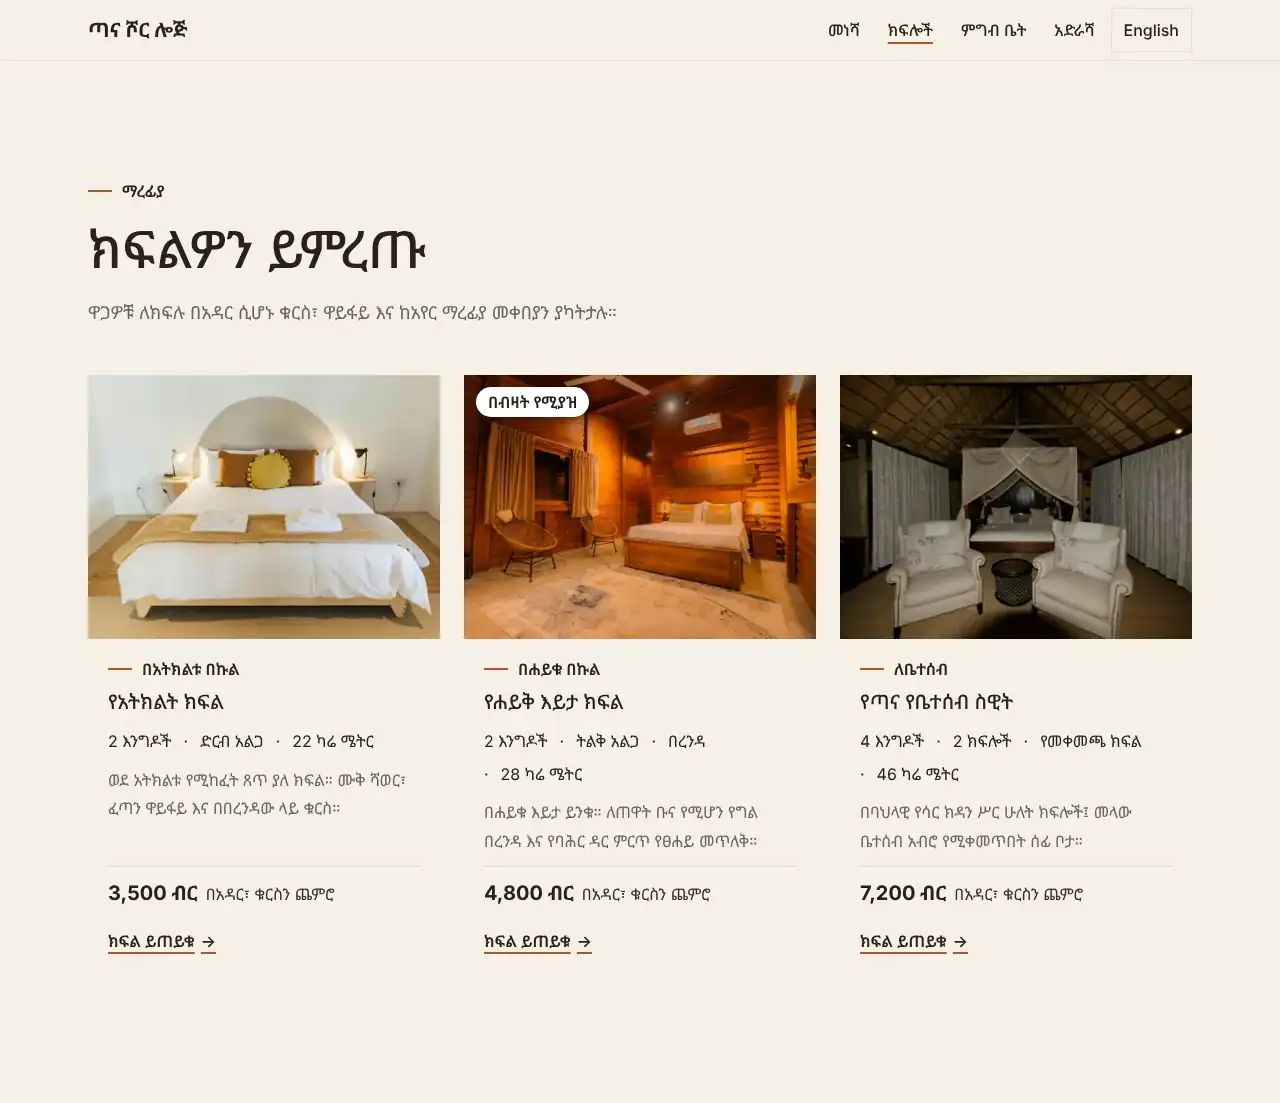 ጣና ሾር ሎጅ
መነሻ
ክፍሎች
ምግብ ቤት
አድራሻ
English
ማረፊያ
ክፍልዎን ይምረጡ
ዋጋዎቹ ለክፍሉ በአዳር ሲሆኑ ቁርስ፣ ዋይፋይ እና ከአየር ማረፊያ መቀበያን ያካትታሉ።
በአትክልቱ በኩል
የአትክልት ክፍል
2 እንግዶች · ድርብ አልጋ · 22 ካሬ ሜትር
ወደ አትክልቱ የሚከፈት ጸጥ ያለ ክፍል። ሙቅ ሻወር፣
ፈጣን ዋይፋይ እና በበረንዳው ላይ ቁርስ።
3,500 ብር በአዳር፣ ቁርስን ጨምሮ
ክፍል ይጠይቁ →
በብዛት የሚያዝ
በሐይቁ በኩል
የሐይቅ እይታ ክፍል
2 እንግዶች · ትልቅ አልጋ · በረንዳ
· 28 ካሬ ሜትር
በሐይቁ እይታ ይንቁ። ለጠዋት ቡና የሚሆን የግል
በረንዳ እና የባሕር ዳር ምርጥ የፀሐይ መጥለቅ።
4,800 ብር በአዳር፣ ቁርስን ጨምሮ
ክፍል ይጠይቁ →
ለቤተሰብ
የጣና የቤተሰብ ስዊት
4 እንግዶች · 2 ክፍሎች · የመቀመጫ ክፍል
· 46 ካሬ ሜትር
በባህላዊ የሳር ክዳን ሥር ሁለት ክፍሎች፤ መላው
ቤተሰብ አብሮ የሚቀመጥበት ሰፊ ቦታ።
7,200 ብር በአዳር፣ ቁርስን ጨምሮ
ክፍል ይጠይቁ →